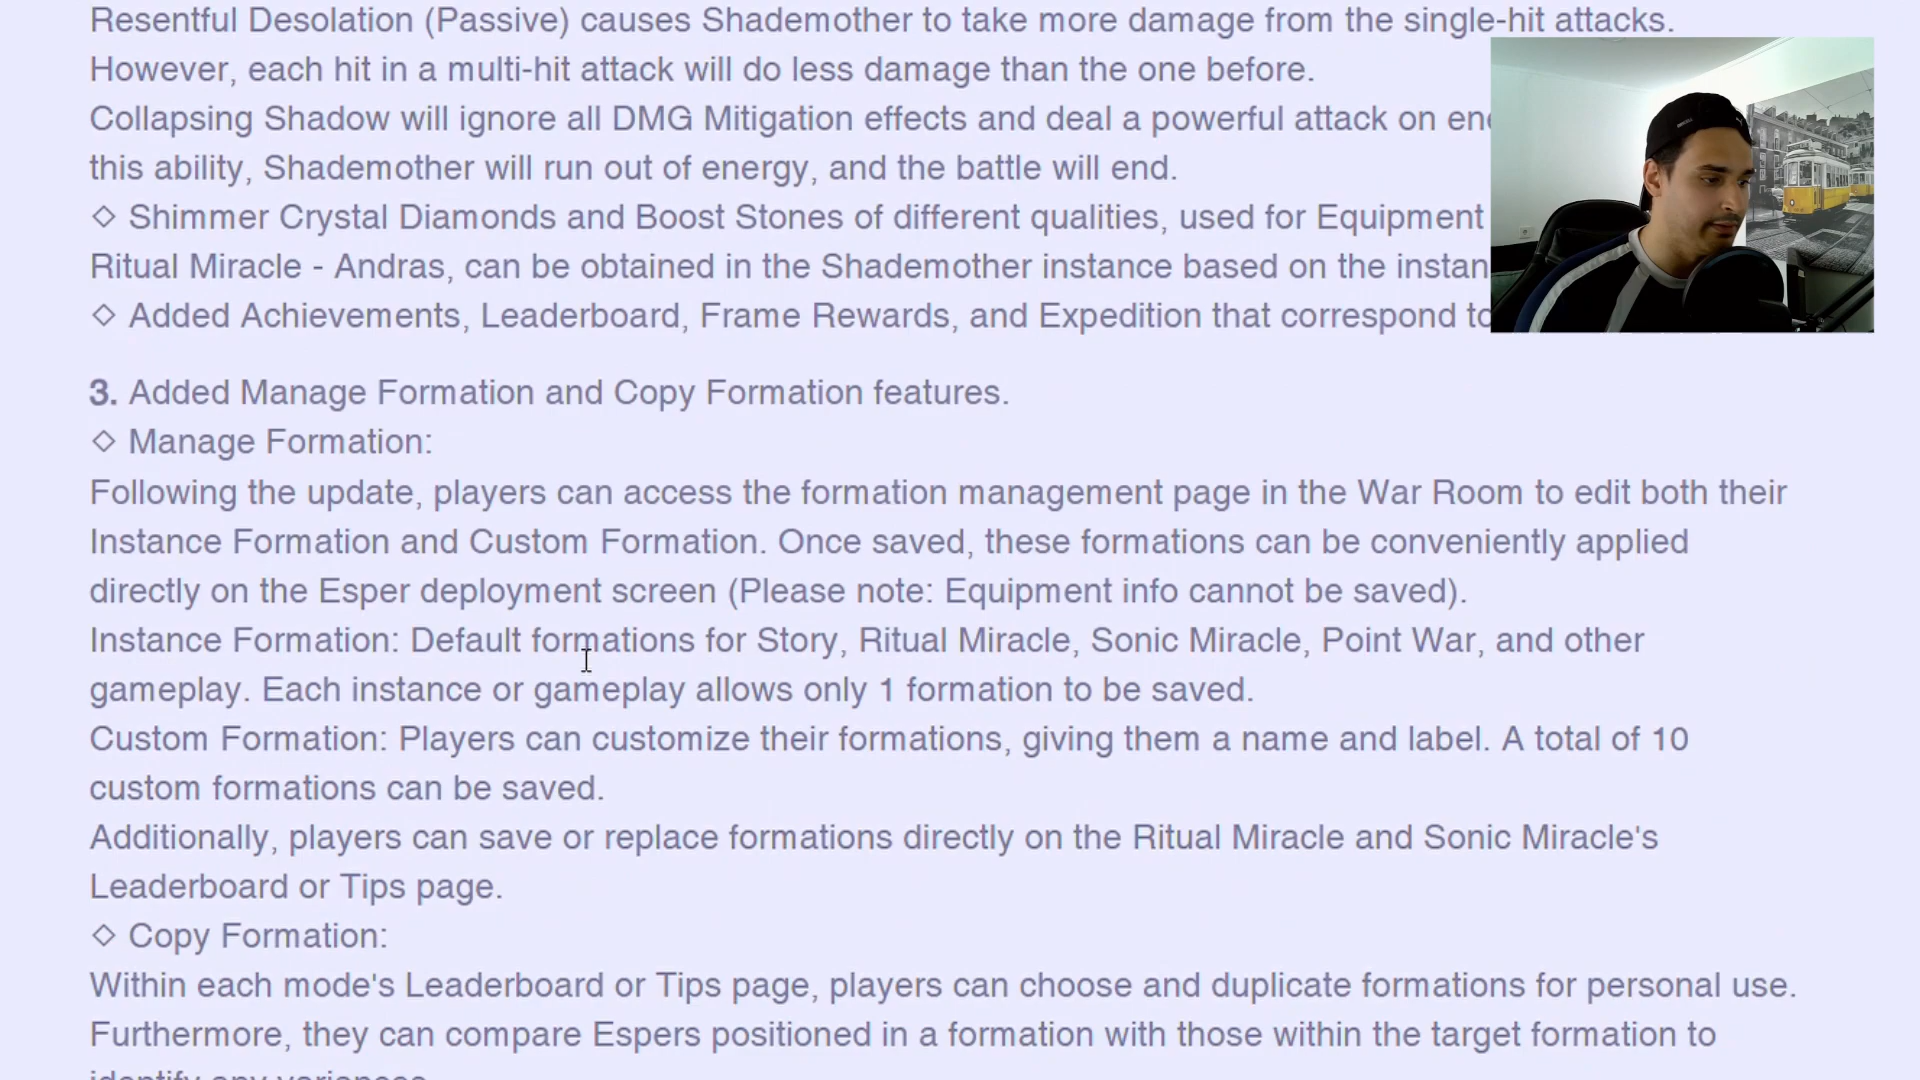 Resentful Desolation (Passive) causes Shademother to take more damage from the single-hit attacks.
However, each hit in a multi-hit attack will do less damage than the one before.
Collapsing Shadow will ignore all DMG Mitigation effects and deal a powerful attack on
this ability, Shademother will run out of energy, and the battle will end.
◇ Shimmer Crystal Diamonds and Boost Stones of different qualities, used for Equipment
Ritual Miracle - Andras, can be obtained in the Shademother instance based on the
◇ Added Achievements, Leaderboard, Frame Rewards, and Expedition that correspond to
3. Added Manage Formation and Copy Formation features.
◇ Manage Formation:
Following the update, players can access the formation management page in the War Room to edit both their
Instance Formation and Custom Formation. Once saved, these formations can be conveniently applied
directly on the Esper deployment screen (Please note: Equipment info cannot be saved).
Instance Formation: Default formations for Story, Ritual Miracle, Sonic Miracle, Point War, and other
gameplay. Each instance or gameplay allows only 1 formation to be saved.
Custom Formation: Players can customize their formations, giving them a name and label. A total of 10
custom formations can be saved.
Additionally, players can save or replace formations directly on the Ritual Miracle and Sonic Miracle's
Leaderboard or Tips page.
◇ Copy Formation:
Within each mode's Leaderboard or Tips page, players can choose and duplicate formations for personal use.
Furthermore, they can compare Espers positioned in a formation with those within the target formation to
identify any variances.